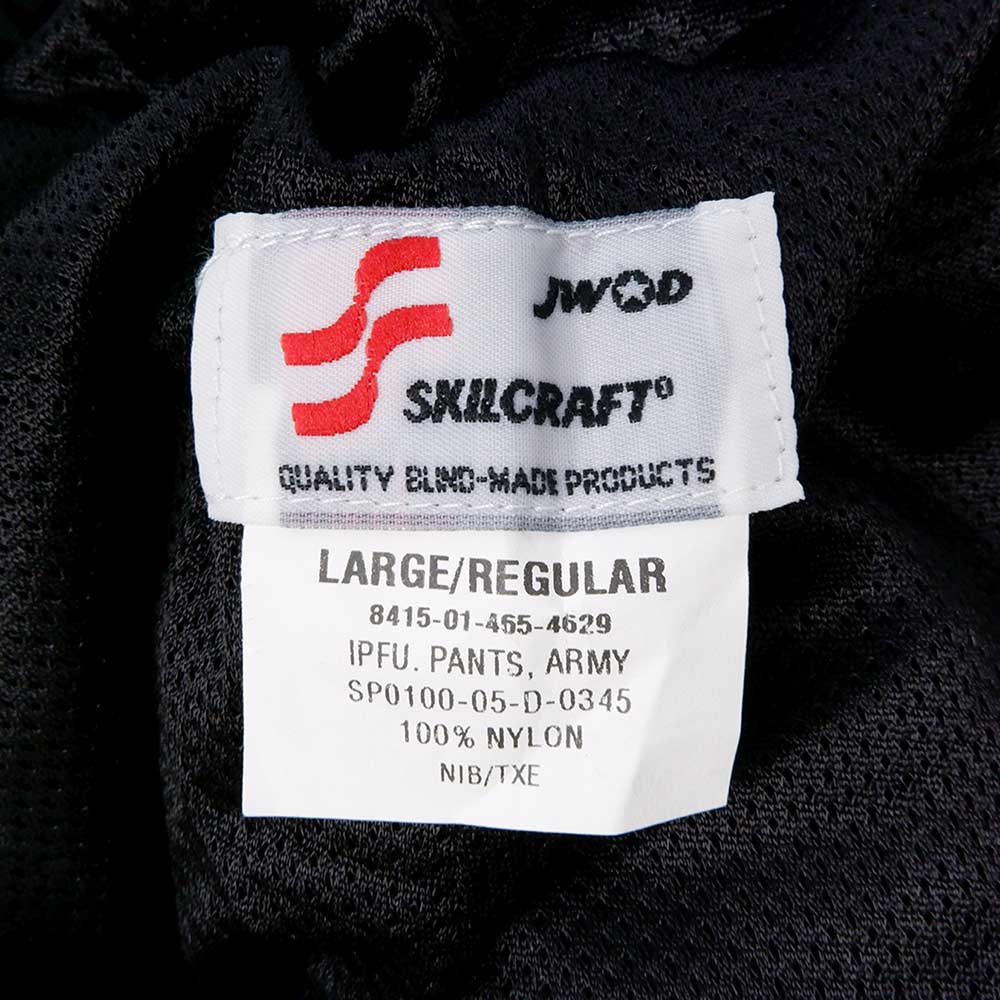 JWOD
SKILCRAFT®
QUALITY BLIND-MADE PRODUCTS
LARGE/REGULAR
8415-01-465-4629
IPFU. PANTS, ARMY
SP0100-05-D-0345
100% NYLON
NIB/TXE